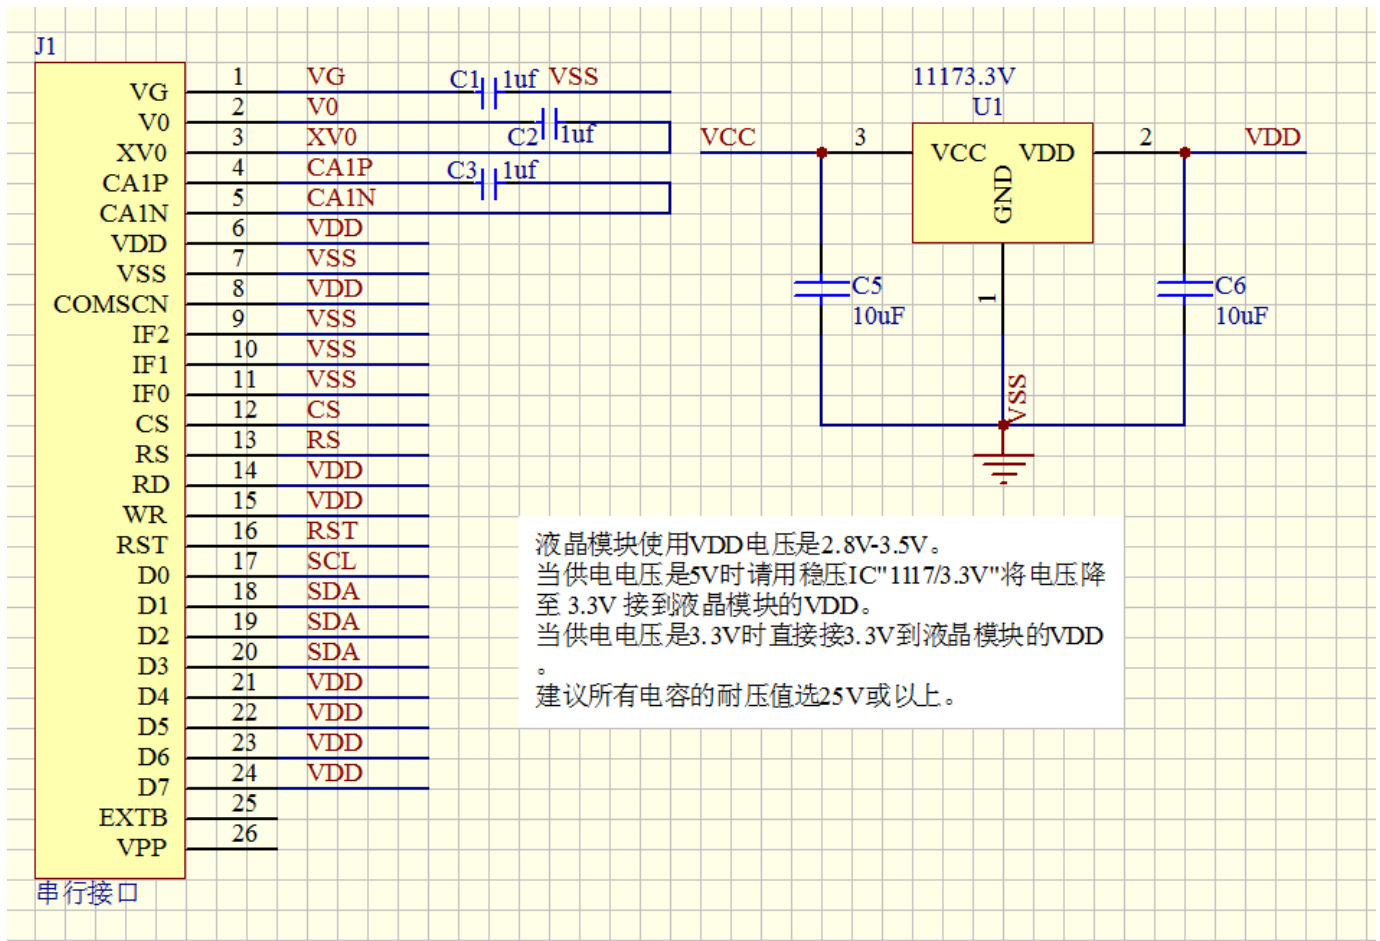 J1
VG 1 VG C1 1uf VSS
V0 2 V0 C2 1uf
XV0 3 XV0
CA1P 4 CA1P C3 1uf
CA1N 5 CA1N
VDD 6 VDD
VSS 7 VSS
COMSCN 8 VDD
IF2 9 VSS
IF1 10 VSS
IF0 11 VSS
CS 12 CS
RS 13 RS
RD 14 VDD
WR 15 VDD
RST 16 RST
D0 17 SCL
D1 18 SDA
D2 19 SDA
D3 20 SDA
D4 21 VDD
D5 22 VDD
D6 23 VDD
D7 24 VDD
EXTB 25
VPP 26
串行接口
11173.3V
U1
VCC 3 VCC VDD 2 VDD
GND
1
C5
10uF
C6
10uF
VSS
液晶模块使用VDD电压是2.8V-3.5V。
当供电电压是5V时请用稳压IC"1117/3.3V"将电压降
至 3.3V 接到液晶模块的VDD。
当供电电压是3.3V时直接接3.3V到液晶模块的VDD
。
建议所有电容的耐压值选25V或以上。